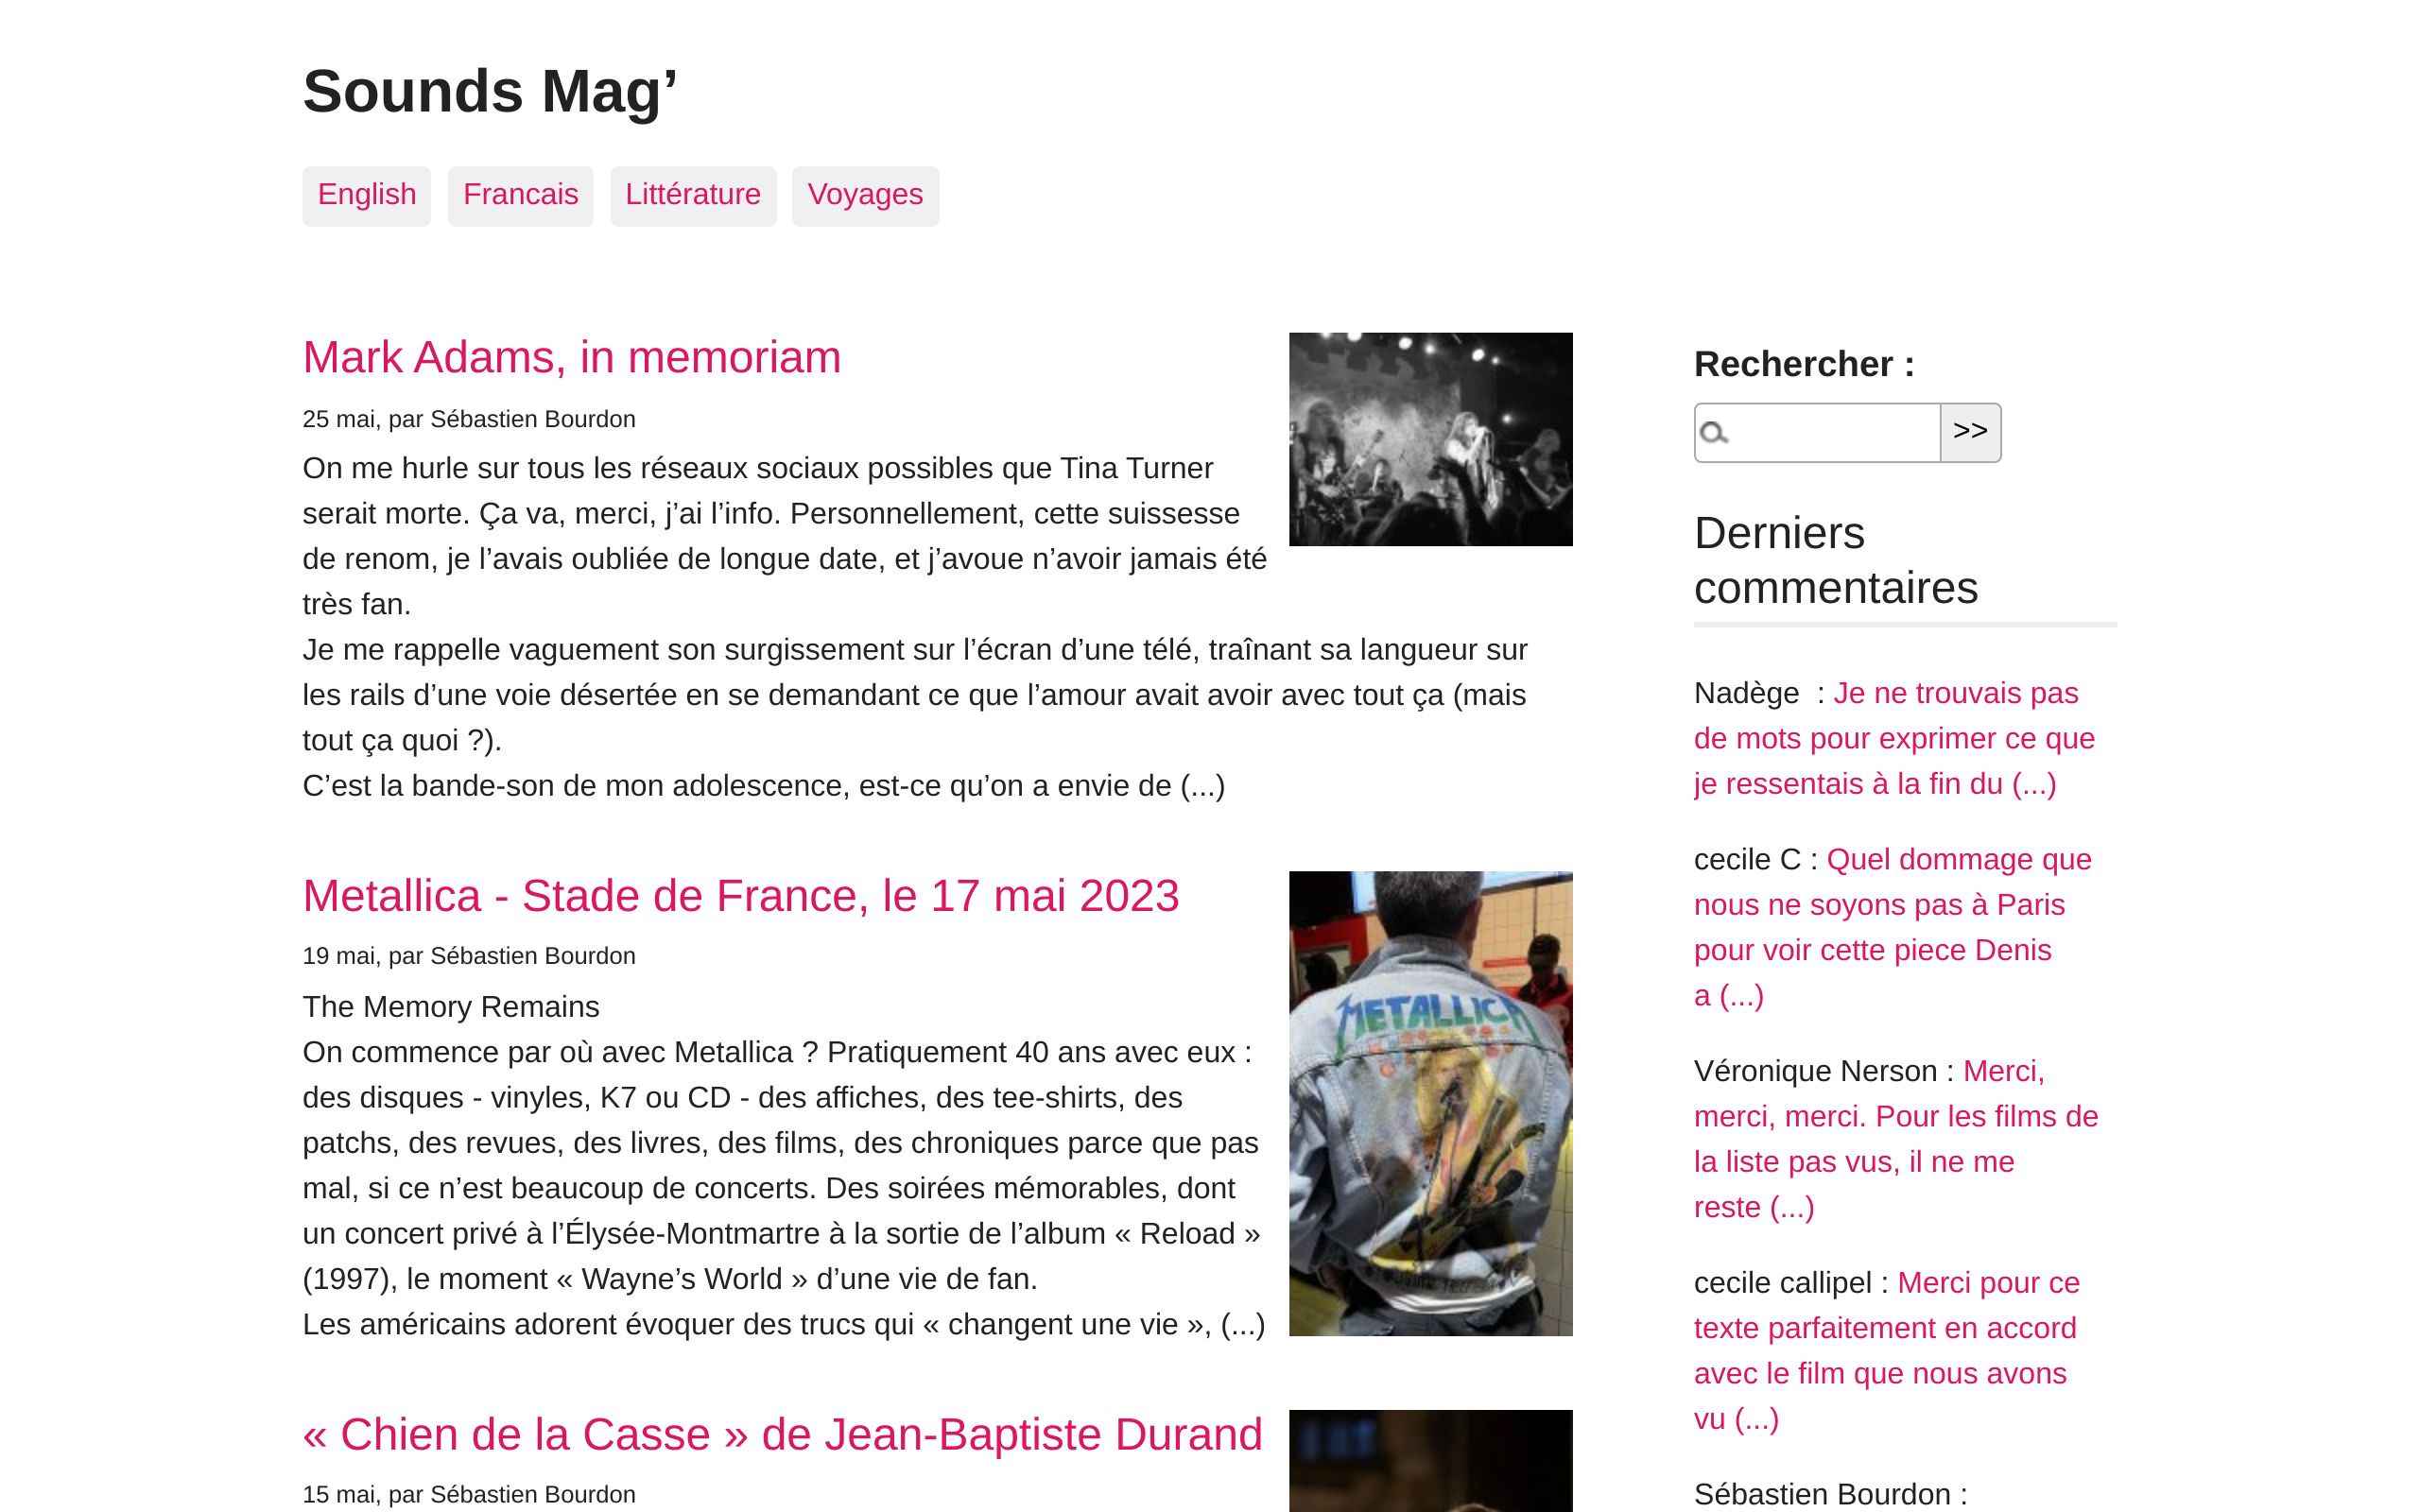 Sounds Mag’
English Francais Littérature Voyages
Mark Adams, in memoriam
25 mai, par Sébastien Bourdon
On me hurle sur tous les réseaux sociaux possibles que Tina Turner
serait morte. Ça va, merci, j’ai l’info. Personnellement, cette suissesse
de renom, je l’avais oubliée de longue date, et j’avoue n’avoir jamais été
très fan.
Je me rappelle vaguement son surgissement sur l’écran d’une télé, traînant sa langueur sur
les rails d’une voie désertée en se demandant ce que l’amour avait avoir avec tout ça (mais
tout ça quoi ?).
C’est la bande-son de mon adolescence, est-ce qu’on a envie de (...)
Metallica - Stade de France, le 17 mai 2023
19 mai, par Sébastien Bourdon
The Memory Remains
On commence par où avec Metallica ? Pratiquement 40 ans avec eux :
des disques - vinyles, K7 ou CD - des affiches, des tee-shirts, des
patchs, des revues, des livres, des films, des chroniques parce que pas
mal, si ce n’est beaucoup de concerts. Des soirées mémorables, dont
un concert privé à l’Élysée-Montmartre à la sortie de l’album « Reload »
(1997), le moment « Wayne’s World » d’une vie de fan.
Les américains adorent évoquer des trucs qui « changent une vie », (...)
METALLICA
« Chien de la Casse » de Jean-Baptiste Durand
15 mai, par Sébastien Bourdon
Rechercher :
>>
Derniers
commentaires
Nadège  : Je ne trouvais pas
de mots pour exprimer ce que
je ressentais à la fin du (...)
cecile C : Quel dommage que
nous ne soyons pas à Paris
pour voir cette piece Denis
a (...)
Véronique Nerson : Merci,
merci, merci. Pour les films de
la liste pas vus, il ne me
reste (...)
cecile callipel : Merci pour ce
texte parfaitement en accord
avec le film que nous avons
vu (...)
Sébastien Bourdon :